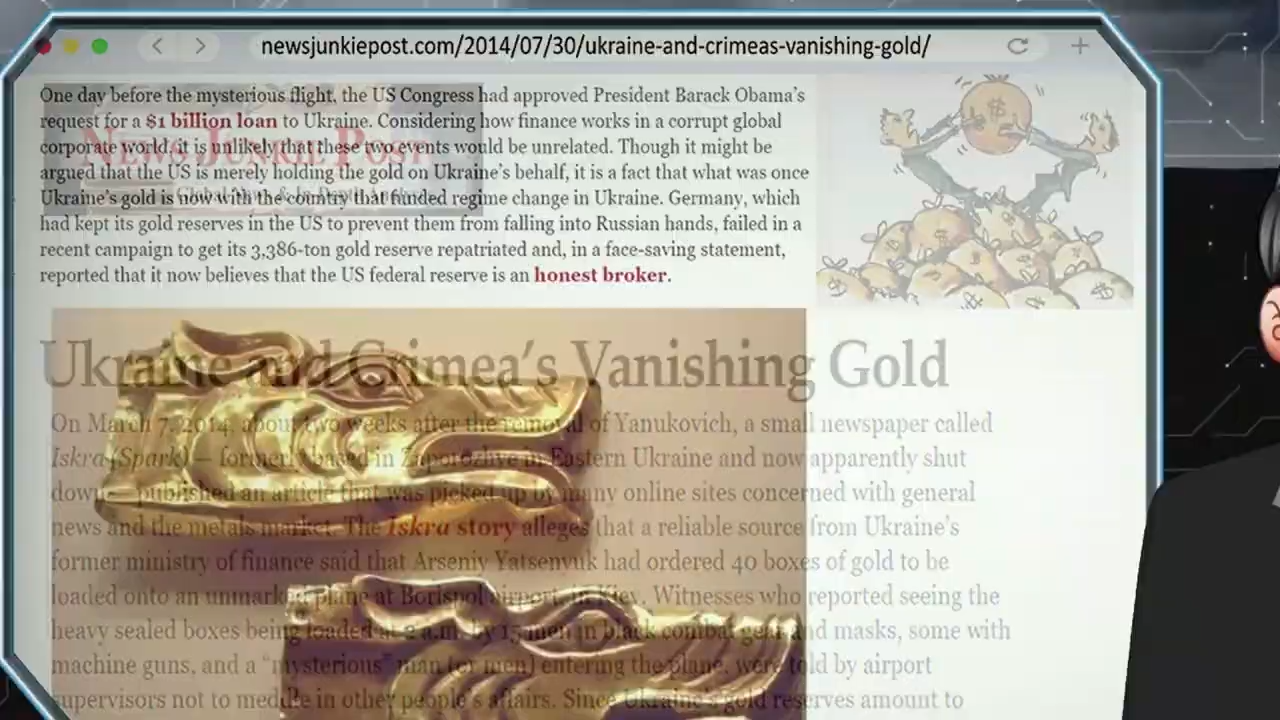 newsjunkiepost.com/2014/07/30/ukraine-and-crimeas-vanishing-gold/
One day before the mysterious flight, the US Congress had approved President Barack Obama's
request for a $1 billion loan to Ukraine. Considering how finance works in a corrupt global
corporate world, it is unlikely that these two events would be unrelated. Though it might be
argued that the US is merely holding the gold on Ukraine's behalf, it is a fact that what was once
Ukraine's gold is now with the country that funded regime change in Ukraine. Germany, which
had kept its gold reserves in the US to prevent them from falling into Russian hands, failed in a
recent campaign to get its 3,386-ton gold reserve repatriated and, in a face-saving statement,
reported that it now believes that the US federal reserve is an honest broker.
News Junkie Post
Ukraine and Crimea's Vanishing Gold
On March 7, 2014, about two weeks after the removal of Yanukovich, a small newspaper called
Iskra (Spark) — formerly based in Zaporozhye in Eastern Ukraine and now apparently shut
down — published an article that was picked up by many online sites concerned with general
news and the metals market. The Iskra story alleges that a reliable source from Ukraine's
former ministry of finance said that Arseniy Yatsenyuk had ordered 40 boxes of gold to be
loaded onto an unmarked plane at Borispol airport, in Kiev. Witnesses who reported seeing the
heavy sealed boxes being loaded at 2 a.m. by 15 men in black combat gear and masks, some with
machine guns, and a "mysterious" man (or men) entering the plane, were told by airport
supervisors not to meddle in other people's affairs. Since Ukraine's gold reserves amount to